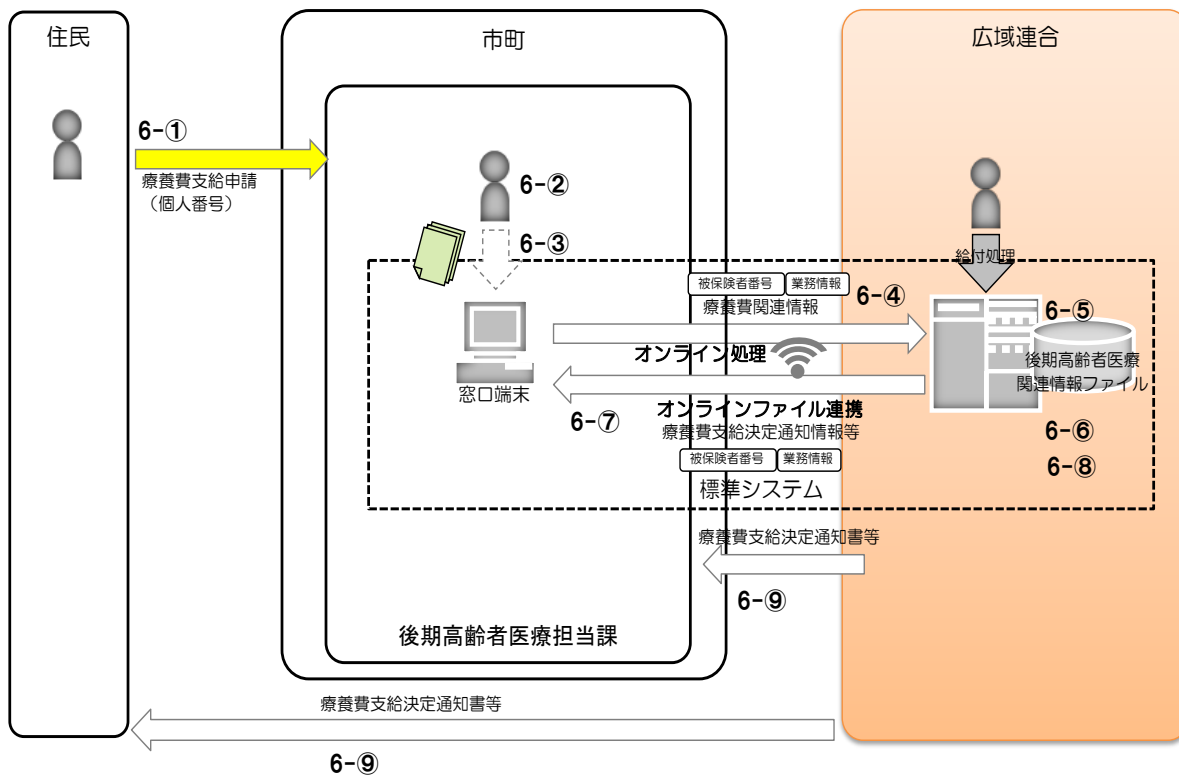 住民
市町
広域連合
6-①
療養費支給申請
（個人番号）
6-②
6-③
給付処理
被保険者番号
業務情報
6-④
療養費関連情報
6-⑤
オンライン処理
後期高齢者医療
関連情報ファイル
窓口端末
オンラインファイル連携
6-⑦
療養費支給決定通知情報等
6-⑥
被保険者番号
業務情報
6-⑧
標準システム
療養費支給決定通知書等
6-⑨
後期高齢者医療担当課
療養費支給決定通知書等
6-⑨